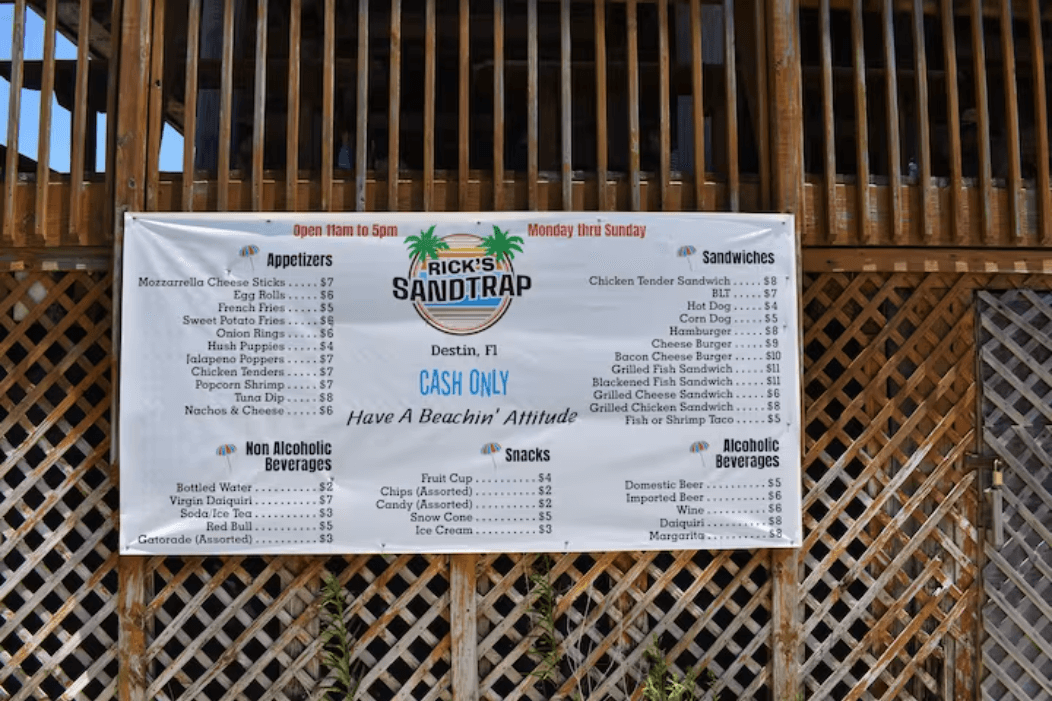 Open 11am to 5pm
Monday thru Sunday
RICK'S
SANDTRAP
Destin, Fl
CASH ONLY
Have A Beachin' Attitude
Appetizers
Mozzarrella Cheese Sticks ..... $7
Egg Rolls ..... $6
French Fries ..... $5
Sweet Potato Fries ..... $6
Onion Rings ..... $6
Hush Puppies ..... $4
Jalapeno Poppers ..... $7
Chicken Tenders ..... $7
Popcorn Shrimp ..... $7
Tuna Dip ..... $8
Nachos & Cheese ..... $6
Sandwiches
Chicken Tender Sandwich ..... $8
BLT ..... $7
Hot Dog ..... $4
Corn Dog ..... $5
Hamburger ..... $8
Cheese Burger ..... $9
Bacon Cheese Burger ..... $10
Grilled Fish Sandwich ..... $11
Blackened Fish Sandwich ..... $11
Grilled Cheese Sandwich ..... $6
Grilled Chicken Sandwich ..... $8
Fish or Shrimp Taco ..... $5
Non Alcoholic
Beverages
Bottled Water .......... $2
Virgin Daiquiri .......... $7
Soda/Ice Tea .......... $3
Red Bull .......... $5
Gatorade (Assorted) .......... $3
Snacks
Fruit Cup .......... $4
Chips (Assorted) .......... $2
Candy (Assorted) .......... $2
Snow Cone .......... $5
Ice Cream .......... $3
Alcoholic
Beverages
Domestic Beer .......... $5
Imported Beer .......... $6
Wine .......... $6
Daiquiri .......... $8
Margarita .......... $8